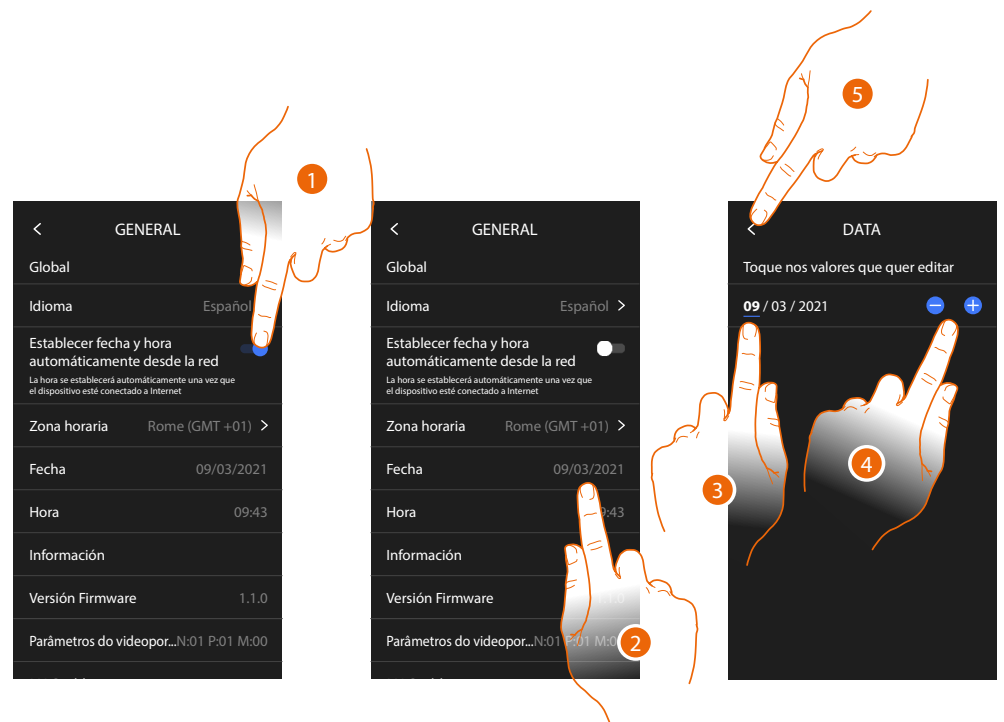 1
GENERAL
Global
Idioma Español
Establecer fecha y hora
automáticamente desde la red
La hora se establecerá automáticamente una vez que
el dispositivo esté conectado a Internet
Zona horaria Rome (GMT +01) >
Fecha 09/03/2021
Hora 09:43
Información
Versión Firmware 1.1.0
Parâmetros do videopor...N:01 P:01 M:00
GENERAL
Global
Idioma Español >
Establecer fecha y hora
automáticamente desde la red
La hora se establecerá automáticamente una vez que
el dispositivo esté conectado a Internet
Zona horaria Rome (GMT +01) >
Fecha 09/03/2021
Hora
Información
Versión Firmware
Parâmetros do videopor...N:01 P:01
2
5
DATA
Toque nos valores que quer editar
09 / 03 / 2021
3
4